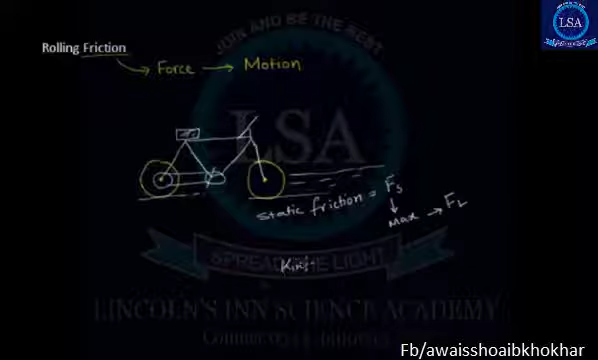 JOIN AND BE THE BEST
LSA
Rolling Friction
Force → Motion
LSA
static friction = Fs
↓
Max → FL
SPREAD THE LIGHT
LINCOLN'S INN SCIENCE ACADEMY
Fb/awaisshoaibkhokhar